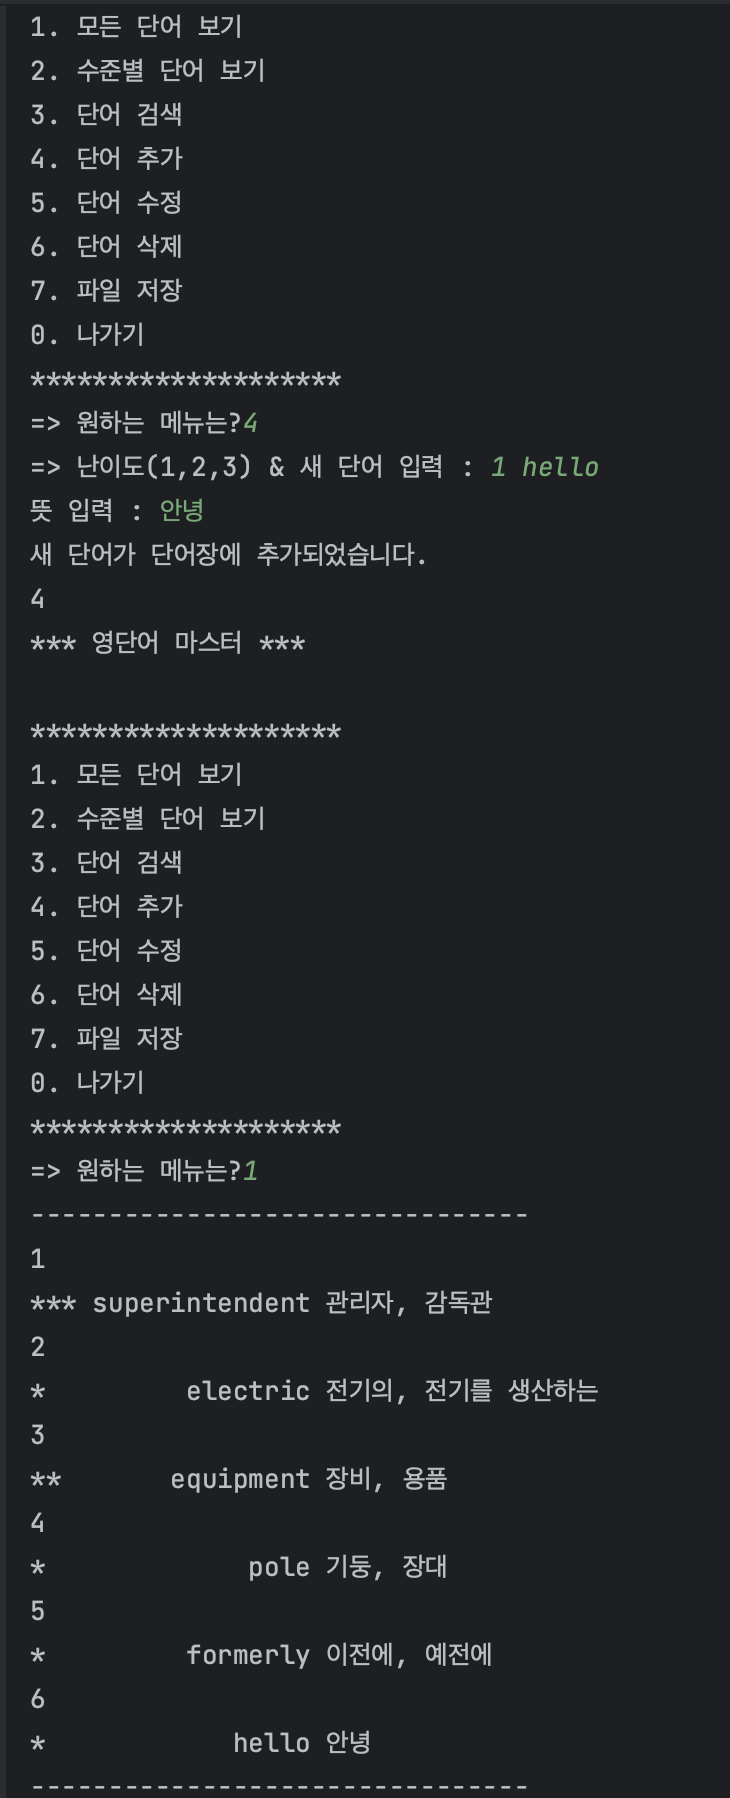 1. 모든 단어 보기
2. 수준별 단어 보기
3. 단어 검색
4. 단어 추가
5. 단어 수정
6. 단어 삭제
7. 파일 저장
0. 나가기
********************
=> 원하는 메뉴는?4
=> 난이도(1,2,3) & 새 단어 입력 : 1 hello
뜻 입력 : 안녕
새 단어가 단어장에 추가되었습니다.
4
*** 영단어 마스터 ***
********************
1. 모든 단어 보기
2. 수준별 단어 보기
3. 단어 검색
4. 단어 추가
5. 단어 수정
6. 단어 삭제
7. 파일 저장
0. 나가기
********************
=> 원하는 메뉴는?1
--------------------------------
1
*** superintendent 관리자, 감독관
2
*         electric 전기의, 전기를 생산하는
3
**       equipment 장비, 용품
4
*             pole 기둥, 장대
5
*         formerly 이전에, 예전에
6
*            hello 안녕
--------------------------------